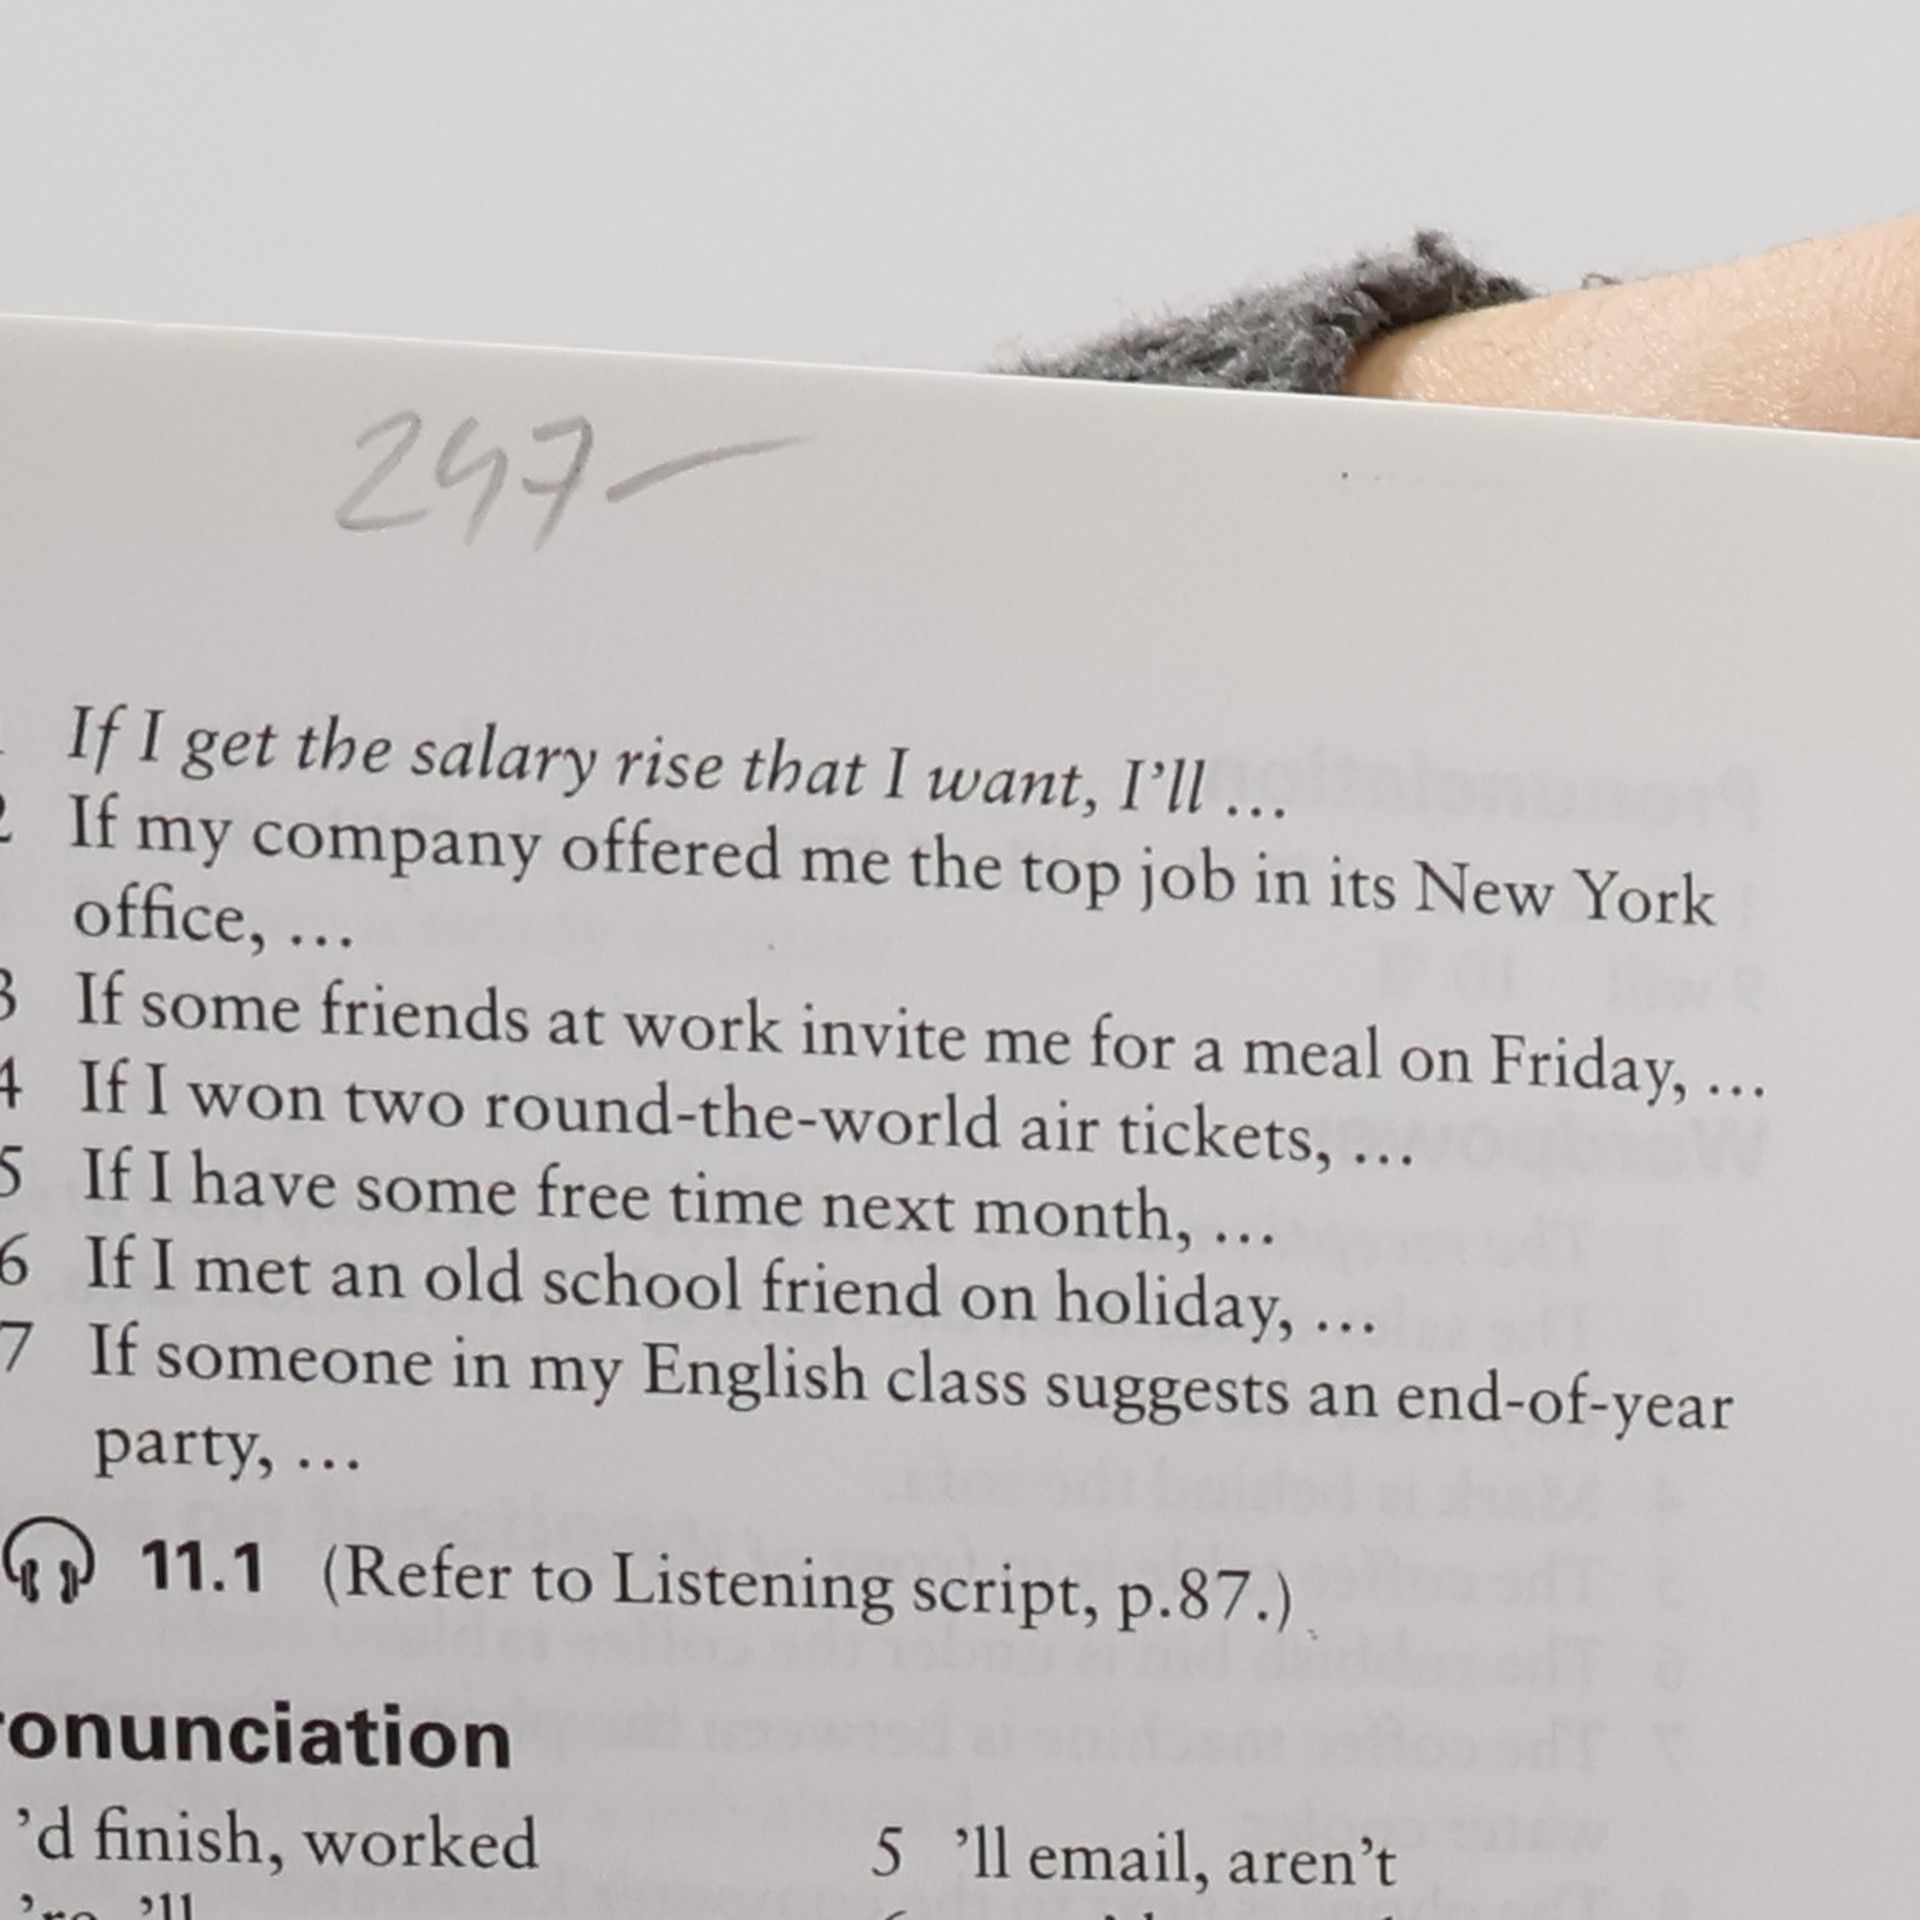 247-
If I get the salary rise that I want, I'll ...
2 If my company offered me the top job in its New York
office, ...
3 If some friends at work invite me for a meal on Friday, ...
4 If I won two round-the-world air tickets, ...
5 If I have some free time next month, ...
6 If I met an old school friend on holiday, ...
7 If someone in my English class suggests an end-of-year
party, ...
11.1 (Refer to Listening script, p.87.)
onunciation
'd finish, worked
5 'll email, aren't
'll